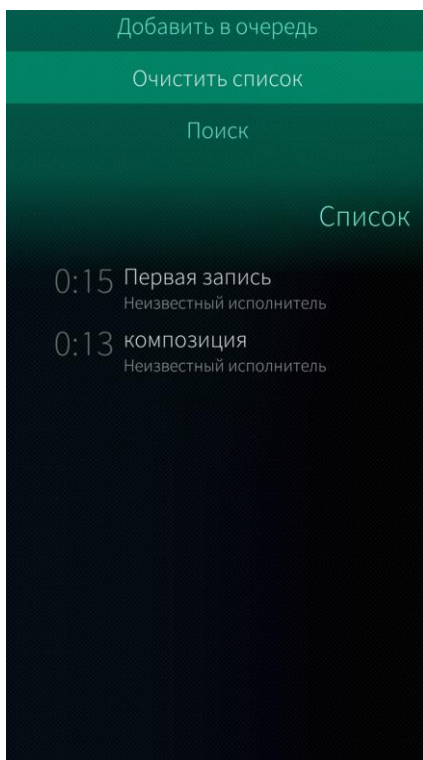 Добавить в очередь
Очистить список
Поиск
Список
0:15 Первая запись
Неизвестный исполнитель
0:13 композиция
Неизвестный исполнитель